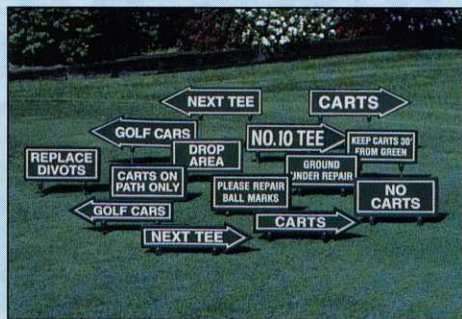 NEXT TEE
CARTS
GOLF CARS
NO.10 TEE
KEEP CARTS 30'
FROM GREEN
DROP
AREA
REPLACE
DIVOTS
GROUND
UNDER REPAIR
CARTS ON
PATH ONLY
PLEASE REPAIR
BALL MARKS
NO
CARTS
GOLF CARS
CARTS
NEXT TEE